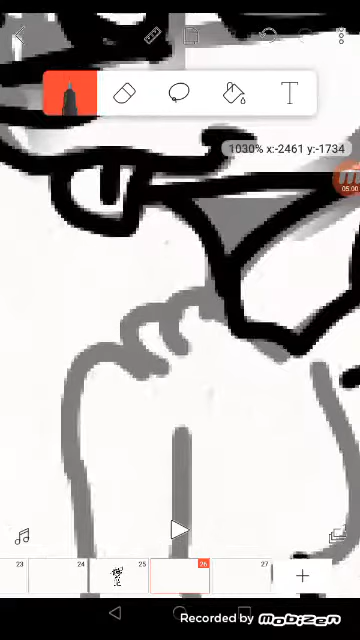 T
1030% x:-2461 y:-1734
05:00
23 24 25 26 27
+
Recorded by MOBIZEN